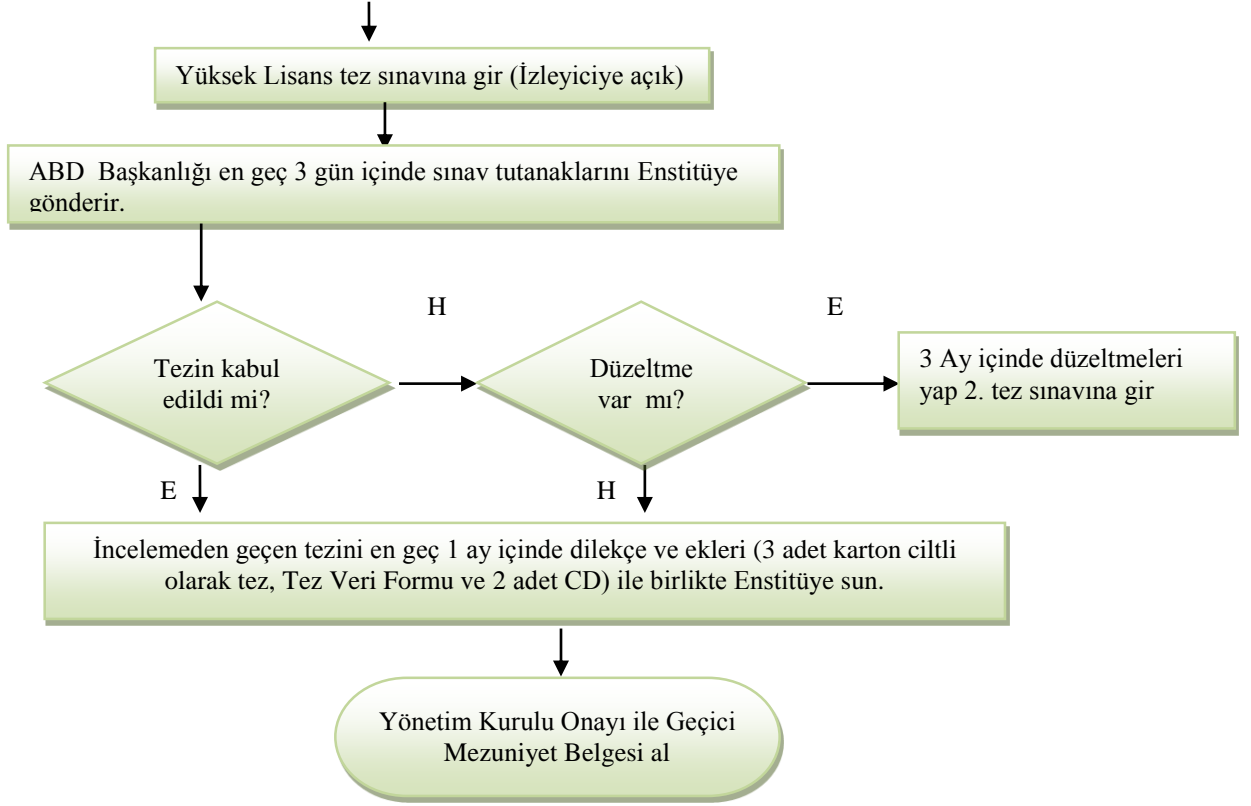 Yüksek Lisans tez sınavına gir (İzleyiciye açık)
ABD  Başkanlığı en geç 3 gün içinde sınav tutanaklarını Enstitüye
gönderir.
H
E
Tezin kabul
edildi mi?
Düzeltme
var  mı?
3 Ay içinde düzeltmeleri
yap 2. tez sınavına gir
E
H
İncelemeden geçen tezini en geç 1 ay içinde dilekçe ve ekleri (3 adet karton ciltli
olarak tez, Tez Veri Formu ve 2 adet CD) ile birlikte Enstitüye sun.
Yönetim Kurulu Onayı ile Geçici
Mezuniyet Belgesi al